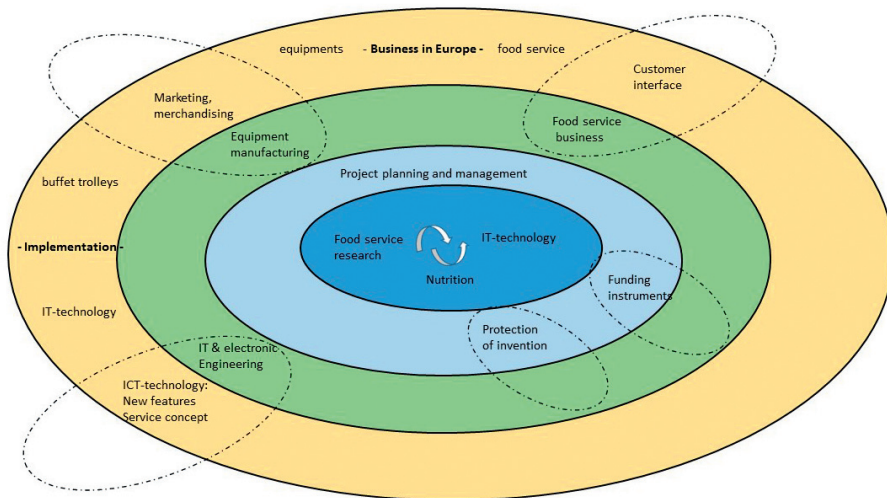 equipments - Business in Europe - food service
Customer
interface
Marketing,
merchandising
Food service
business
Equipment
manufacturing
Project planning and management
buffet trolleys
Food service
research
IT-technology
- Implementation -
Nutrition
Funding
instruments
IT-technology
Protection
of invention
IT & electronic
Engineering
ICT-technology:
New features
Service concept